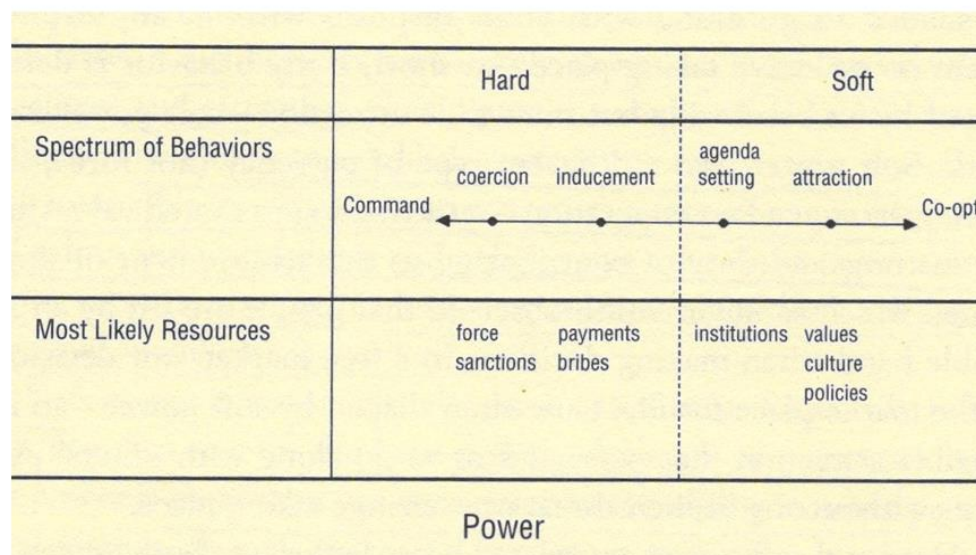 Hard Soft
Spectrum of Behaviors
agenda
coercion inducement setting attraction
Command Co-opt
Most Likely Resources
force payments institutions values
sanctions bribes culture
policies
Power